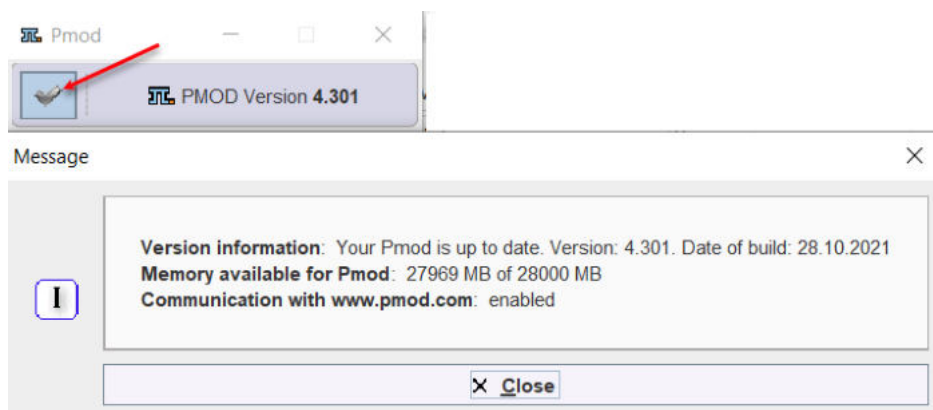 Pmod
PMOD Version 4.301
Message
Version information: Your Pmod is up to date. Version: 4.301. Date of build: 28.10.2021
Memory available for Pmod: 27969 MB of 28000 MB
Communication with www.pmod.com: enabled
I
Close